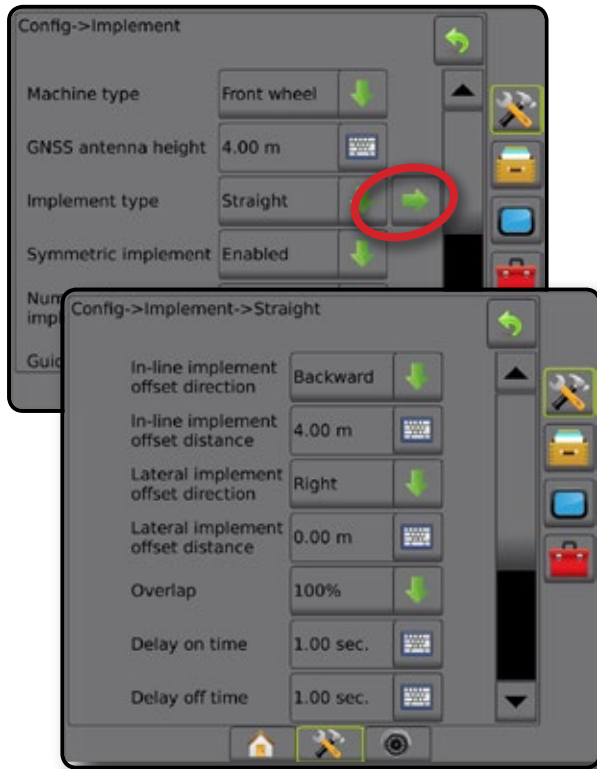 Config->Implement
Machine type Front wheel
GNSS antenna height 4.00 m
Implement type Straight
Symmetric implement Enabled
Num
impl
Guid
Config->Implement->Straight
In-line implement
offset direction Backward
In-line implement
offset distance 4.00 m
Lateral implement
offset direction Right
Lateral implement
offset distance 0.00 m
Overlap 100%
Delay on time 1.00 sec.
Delay off time 1.00 sec.